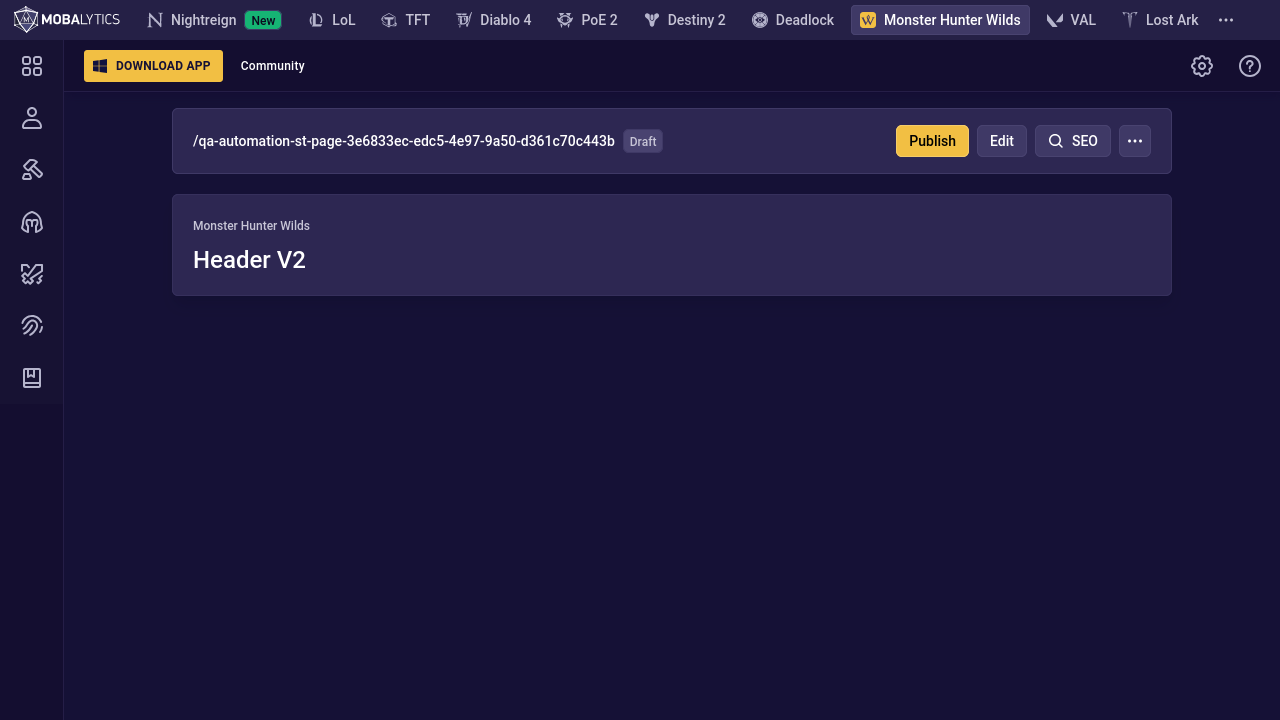 MOBALYTICS Nightreign New LoL TFT Diablo 4 PoE 2 Destiny 2 Deadlock Monster Hunter Wilds VAL Lost Ark
DOWNLOAD APP Community
/qa-automation-st-page-3e6833ec-edc5-4e97-9a50-d361c70c443b Draft Publish Edit SEO
Monster Hunter Wilds
Header V2